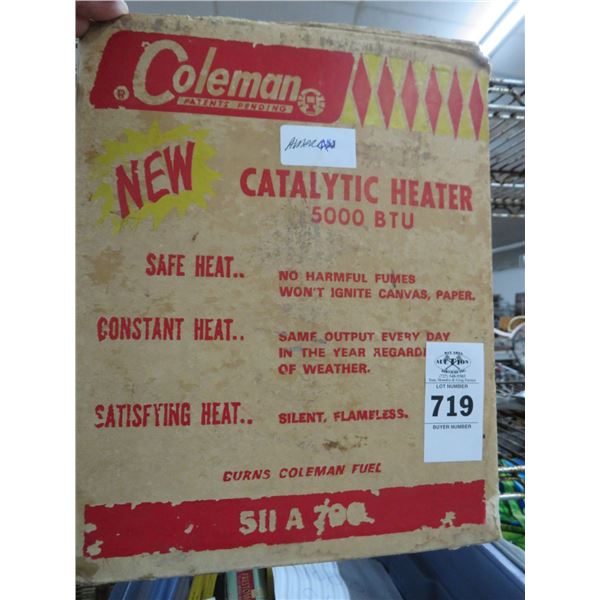 Coleman
®
PATENTS PENDING
NEW
CATALYTIC HEATER
5000 BTU
SAFE HEAT..
NO HARMFUL FUMES
WON'T IGNITE CANVAS, PAPER.
CONSTANT HEAT..
SAME OUTPUT EVERY DAY
IN THE YEAR REGARD
OF WEATHER.
SATISFYING HEAT..
SILENT, FLAMELESS.
BURNS COLEMAN FUEL
511 A 700
AUCTION
LOT NUMBER
719
BUYER NUMBER